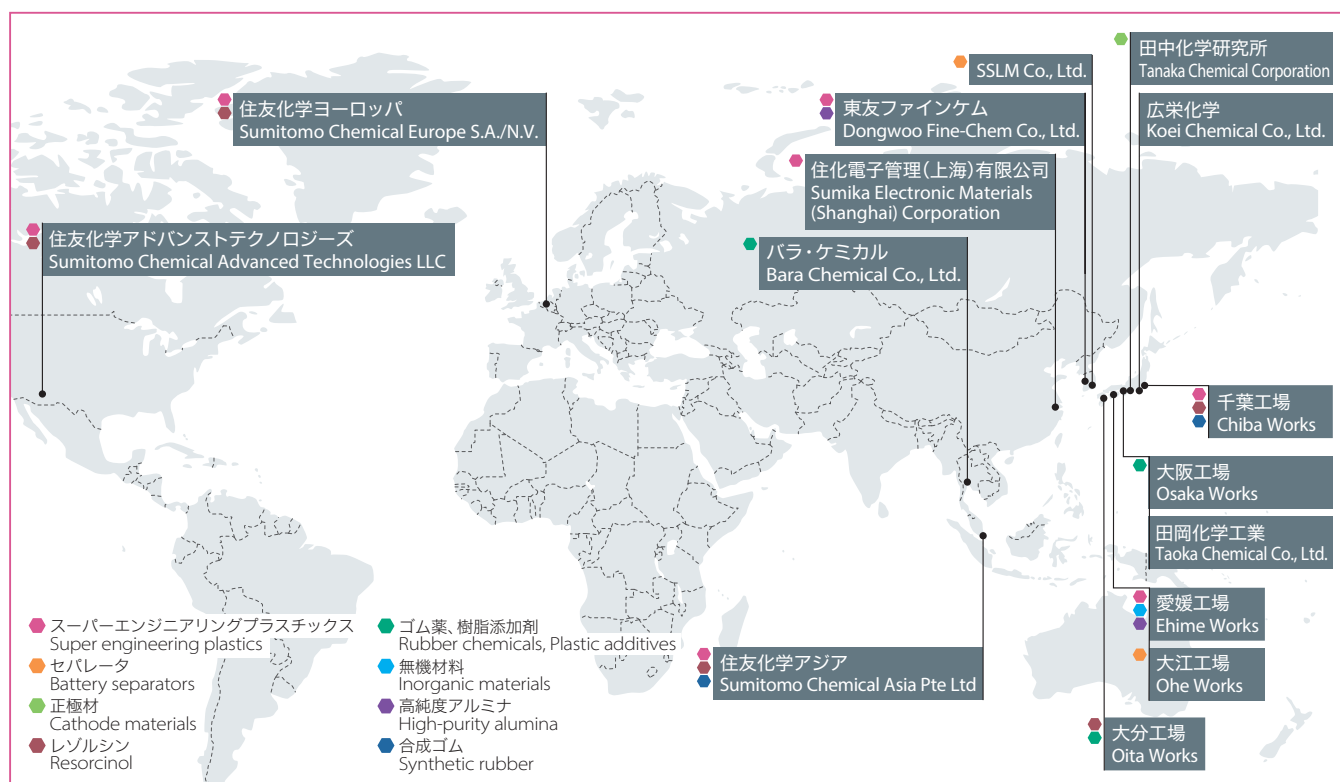 田中化学研究所
Tanaka Chemical Corporation
SSLM Co., Ltd.
住友化学ヨーロッパ
Sumitomo Chemical Europe S.A./N.V.
東友ファインケム
Dongwoo Fine-Chem Co., Ltd.
広栄化学
Koei Chemical Co., Ltd.
住化電子管理(上海)有限公司
Sumika Electronic Materials
(Shanghai) Corporation
住友化学アドバンストテクノロジーズ
Sumitomo Chemical Advanced Technologies LLC
バラ・ケミカル
Bara Chemical Co., Ltd.
千葉工場
Chiba Works
大阪工場
Osaka Works
田岡化学工業
Taoka Chemical Co., Ltd.
愛媛工場
Ehime Works
大江工場
Ohe Works
住友化学アジア
Sumitomo Chemical Asia Pte Ltd
大分工場
Oita Works
スーパーエンジニアリングプラスチックス
Super engineering plastics
セパレータ
Battery separators
正極材
Cathode materials
レゾルシン
Resorcinol
ゴム薬、樹脂添加剤
Rubber chemicals, Plastic additives
無機材料
Inorganic materials
高純度アルミナ
High-purity alumina
合成ゴム
Synthetic rubber